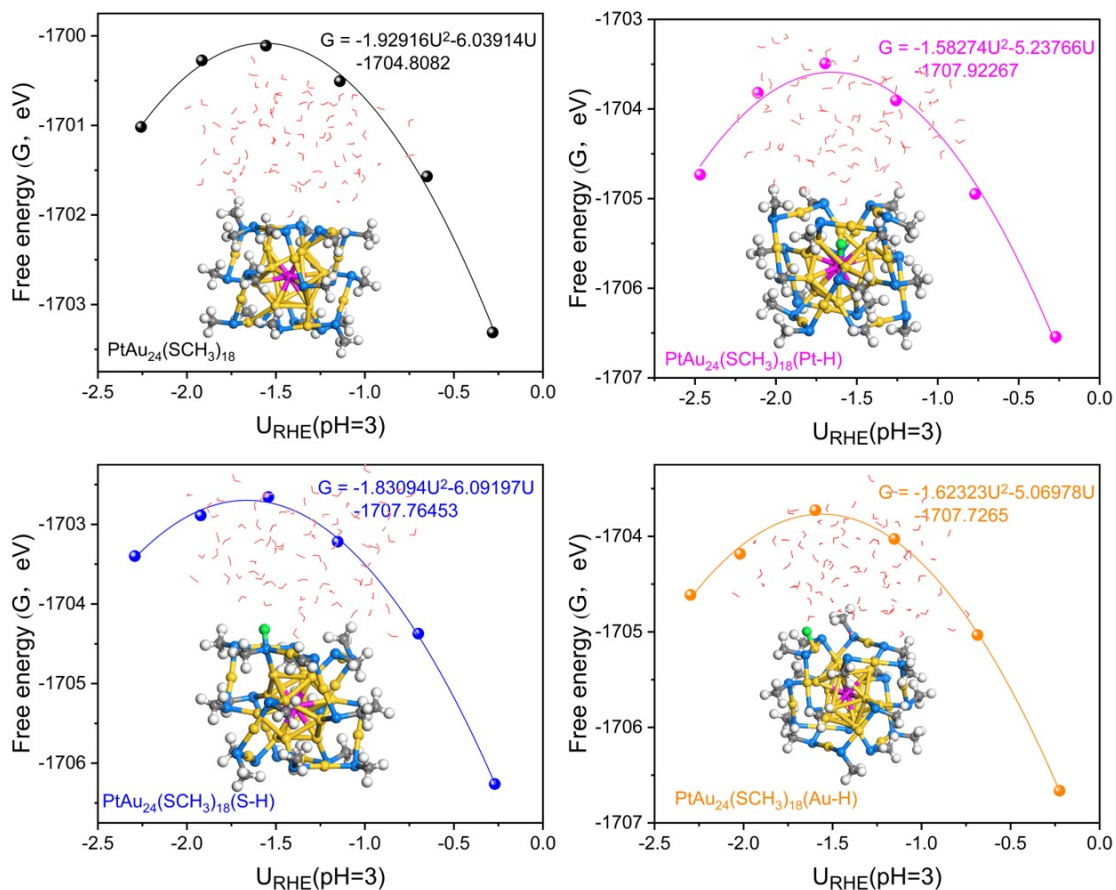 G = -1.92916U²-6.03914U
-1704.8082
-1700
-1701
-1702
-1703
Free energy (G， eV)
PtAu₂₄(SCH₃)₁₈
-2.5 -2.0 -1.5 -1.0 -0.5 0.0
U_RHE(pH=3)
-1703
G = -1.58274U²-5.23766U
-1707.92267
-1704
-1705
-1706
-1707
Free energy (G， eV)
PtAu₂₄(SCH₃)₁₈(Pt-H)
-2.5 -2.0 -1.5 -1.0 -0.5 0.0
U_RHE(pH=3)
G = -1.83094U²-6.09197U
-1707.76453
-1703
-1704
-1705
-1706
Free energy (G， eV)
PtAu₂₄(SCH₃)₁₈(S-H)
-2.5 -2.0 -1.5 -1.0 -0.5 0.0
U_RHE(pH=3)
G = -1.62323U²-5.06978U
-1707.7265
-1704
-1705
-1706
-1707
Free energy (G， eV)
PtAu₂₄(SCH₃)₁₈(Au-H)
-2.5 -2.0 -1.5 -1.0 -0.5 0.0
U_RHE(pH=3)